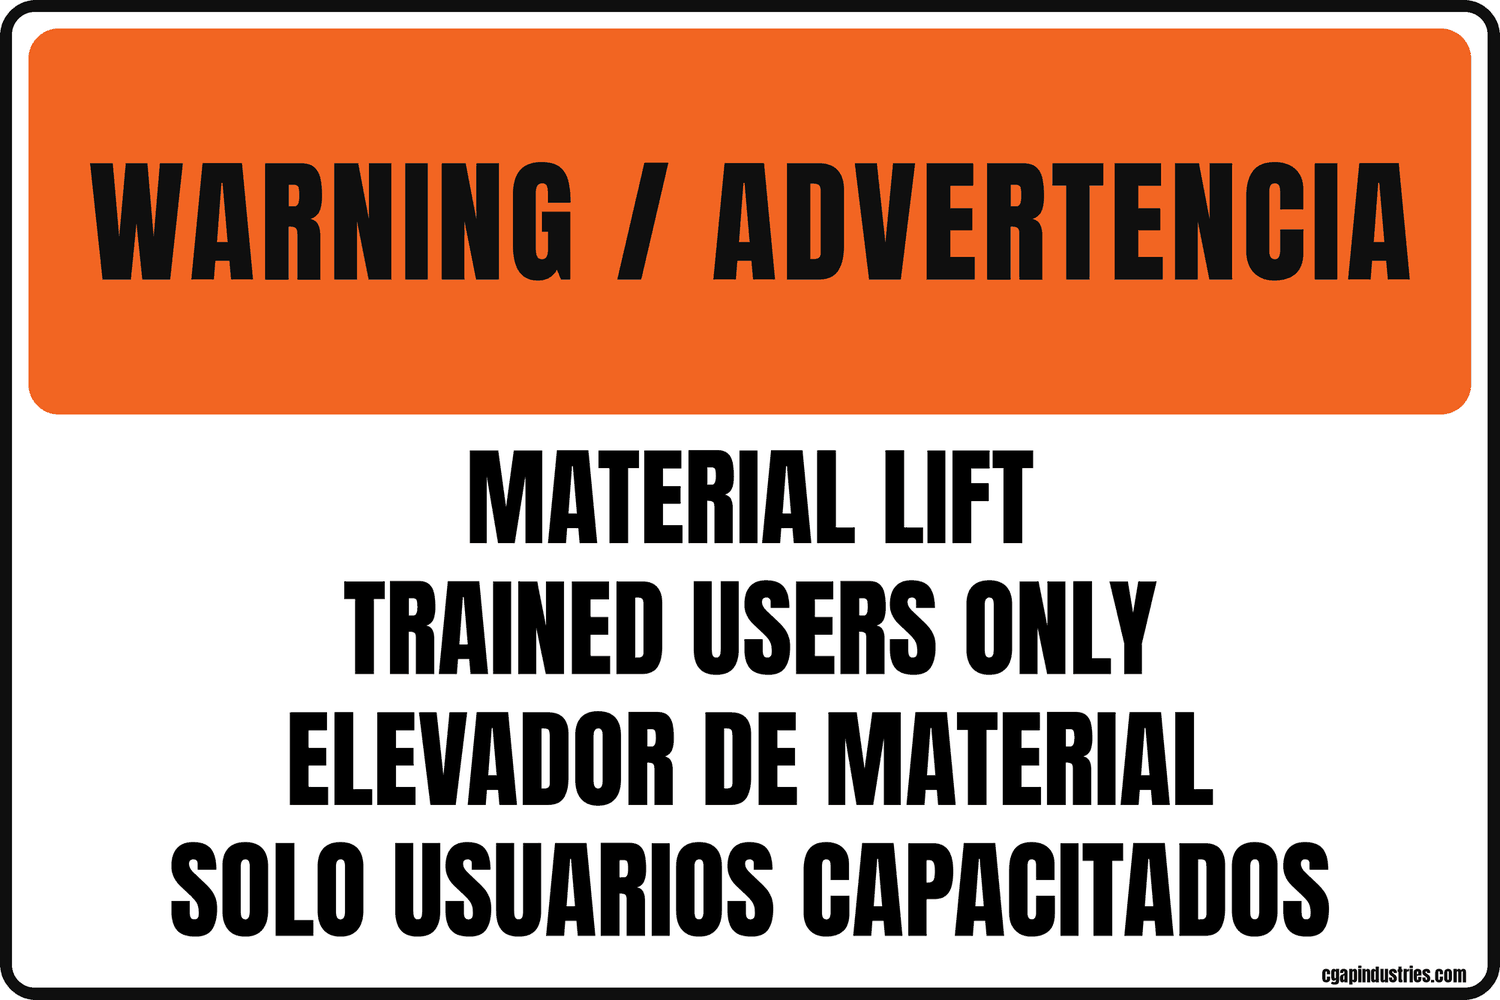 WARNING / ADVERTENCIA
MATERIAL LIFT
TRAINED USERS ONLY
ELEVADOR DE MATERIAL
SOLO USUARIOS CAPACITADOS
cgapindustries.com